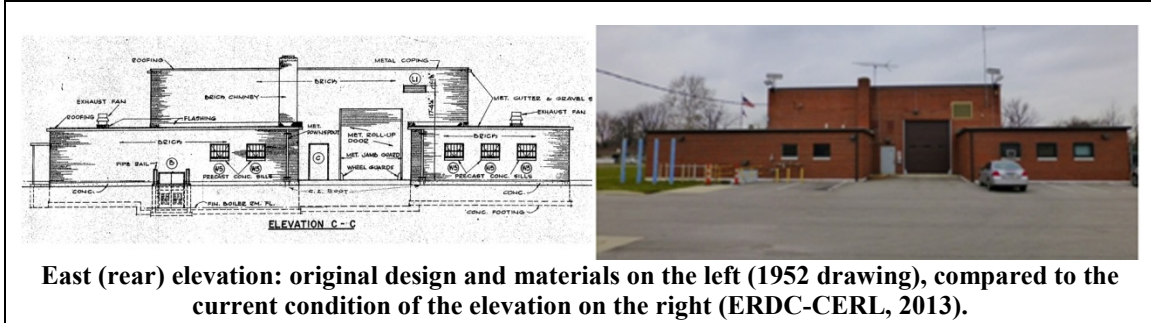 ROOFING
METAL COPING
BRICK
L1
BRICK CHIMNEY
MET. GUTTER & GRAVEL S
EXHAUST FAN
EXHAUST FAN
ROOFING
FLASHING
MET.
DOWNSPOUT
BRICK
MET. ROLL-UP
DOOR
BRICK
PIPE RAIL
B
C
MET. JAMB GUARD
WHEEL GUARDS
PRECAST CONC. SILLS
PRECAST CONC. SILLS
CONC.
C.I. BOOT
CONC.
FIN. BOILER RM. FL.
CONC. FOOTING
ELEVATION C-C
East (rear) elevation: original design and materials on the left (1952 drawing), compared to the
current condition of the elevation on the right (ERDC-CERL, 2013).